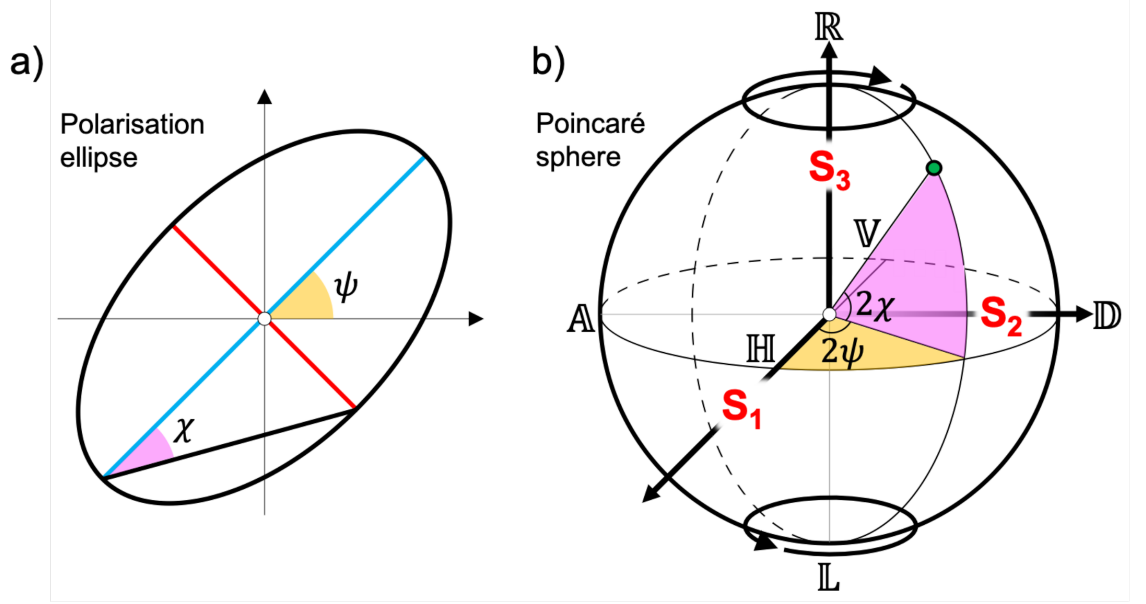 a)
Polarisation
ellipse
ψ
χ
b)
Poincaré
sphere
ℝ
S₃
𝕍
𝔸
2χ
S₂
𝔻
ℍ
2ψ
S₁
𝕃